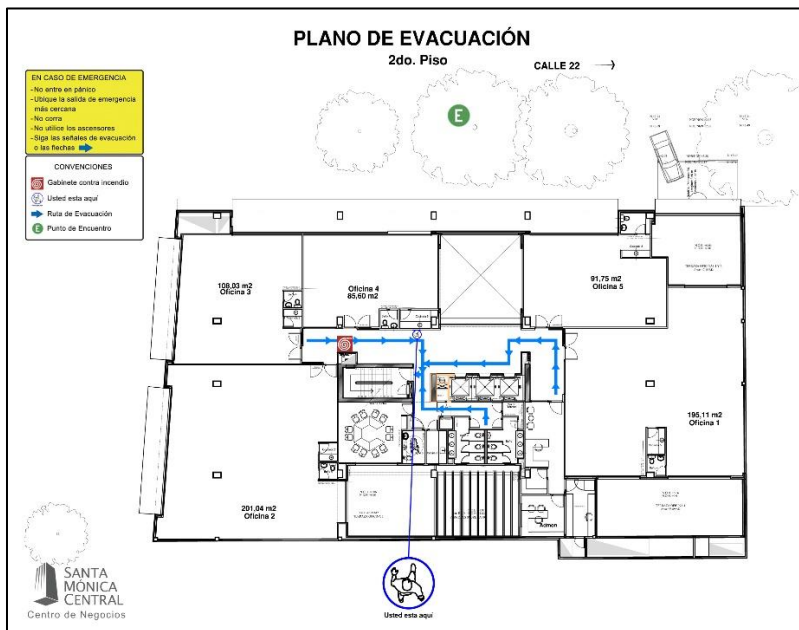 PLANO DE EVACUACIÓN
2do. Piso
CALLE 22
EN CASO DE EMERGENCIA
-No entre en pánico
-Ubique la salida de emergencia
más cercana
-No corra
-No utilice los ascensores
-Siga las señales de evacuación
o las flechas
CONVENCIONES
Gabinete contra incendio
Usted esta aquí
Ruta de Evacuación
E Punto de Encuentro
E
108,03 m2
Oficina 3
Oficina 4
85,60 m2
91,75 m2
Oficina 5
195,11 m2
Oficina 1
201,04 m2
Oficina 2
Admon
Usted esta aquí
SANTA
MÓNICA
CENTRAL
Centro de Negocios